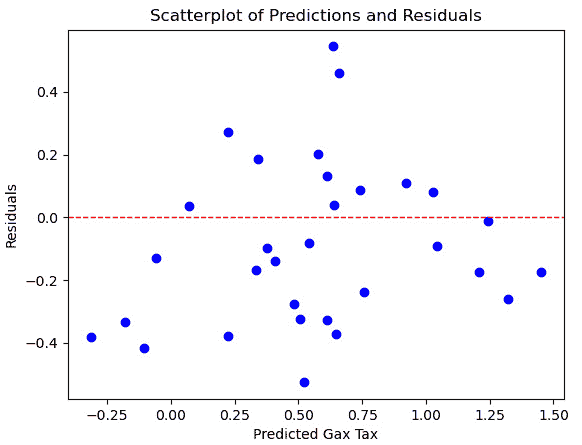 Scatterplot of Predictions and Residuals
Residuals
0.4
0.2
0.0
−0.2
−0.4
−0.25 0.00 0.25 0.50 0.75 1.00 1.25 1.50
Predicted Gax Tax